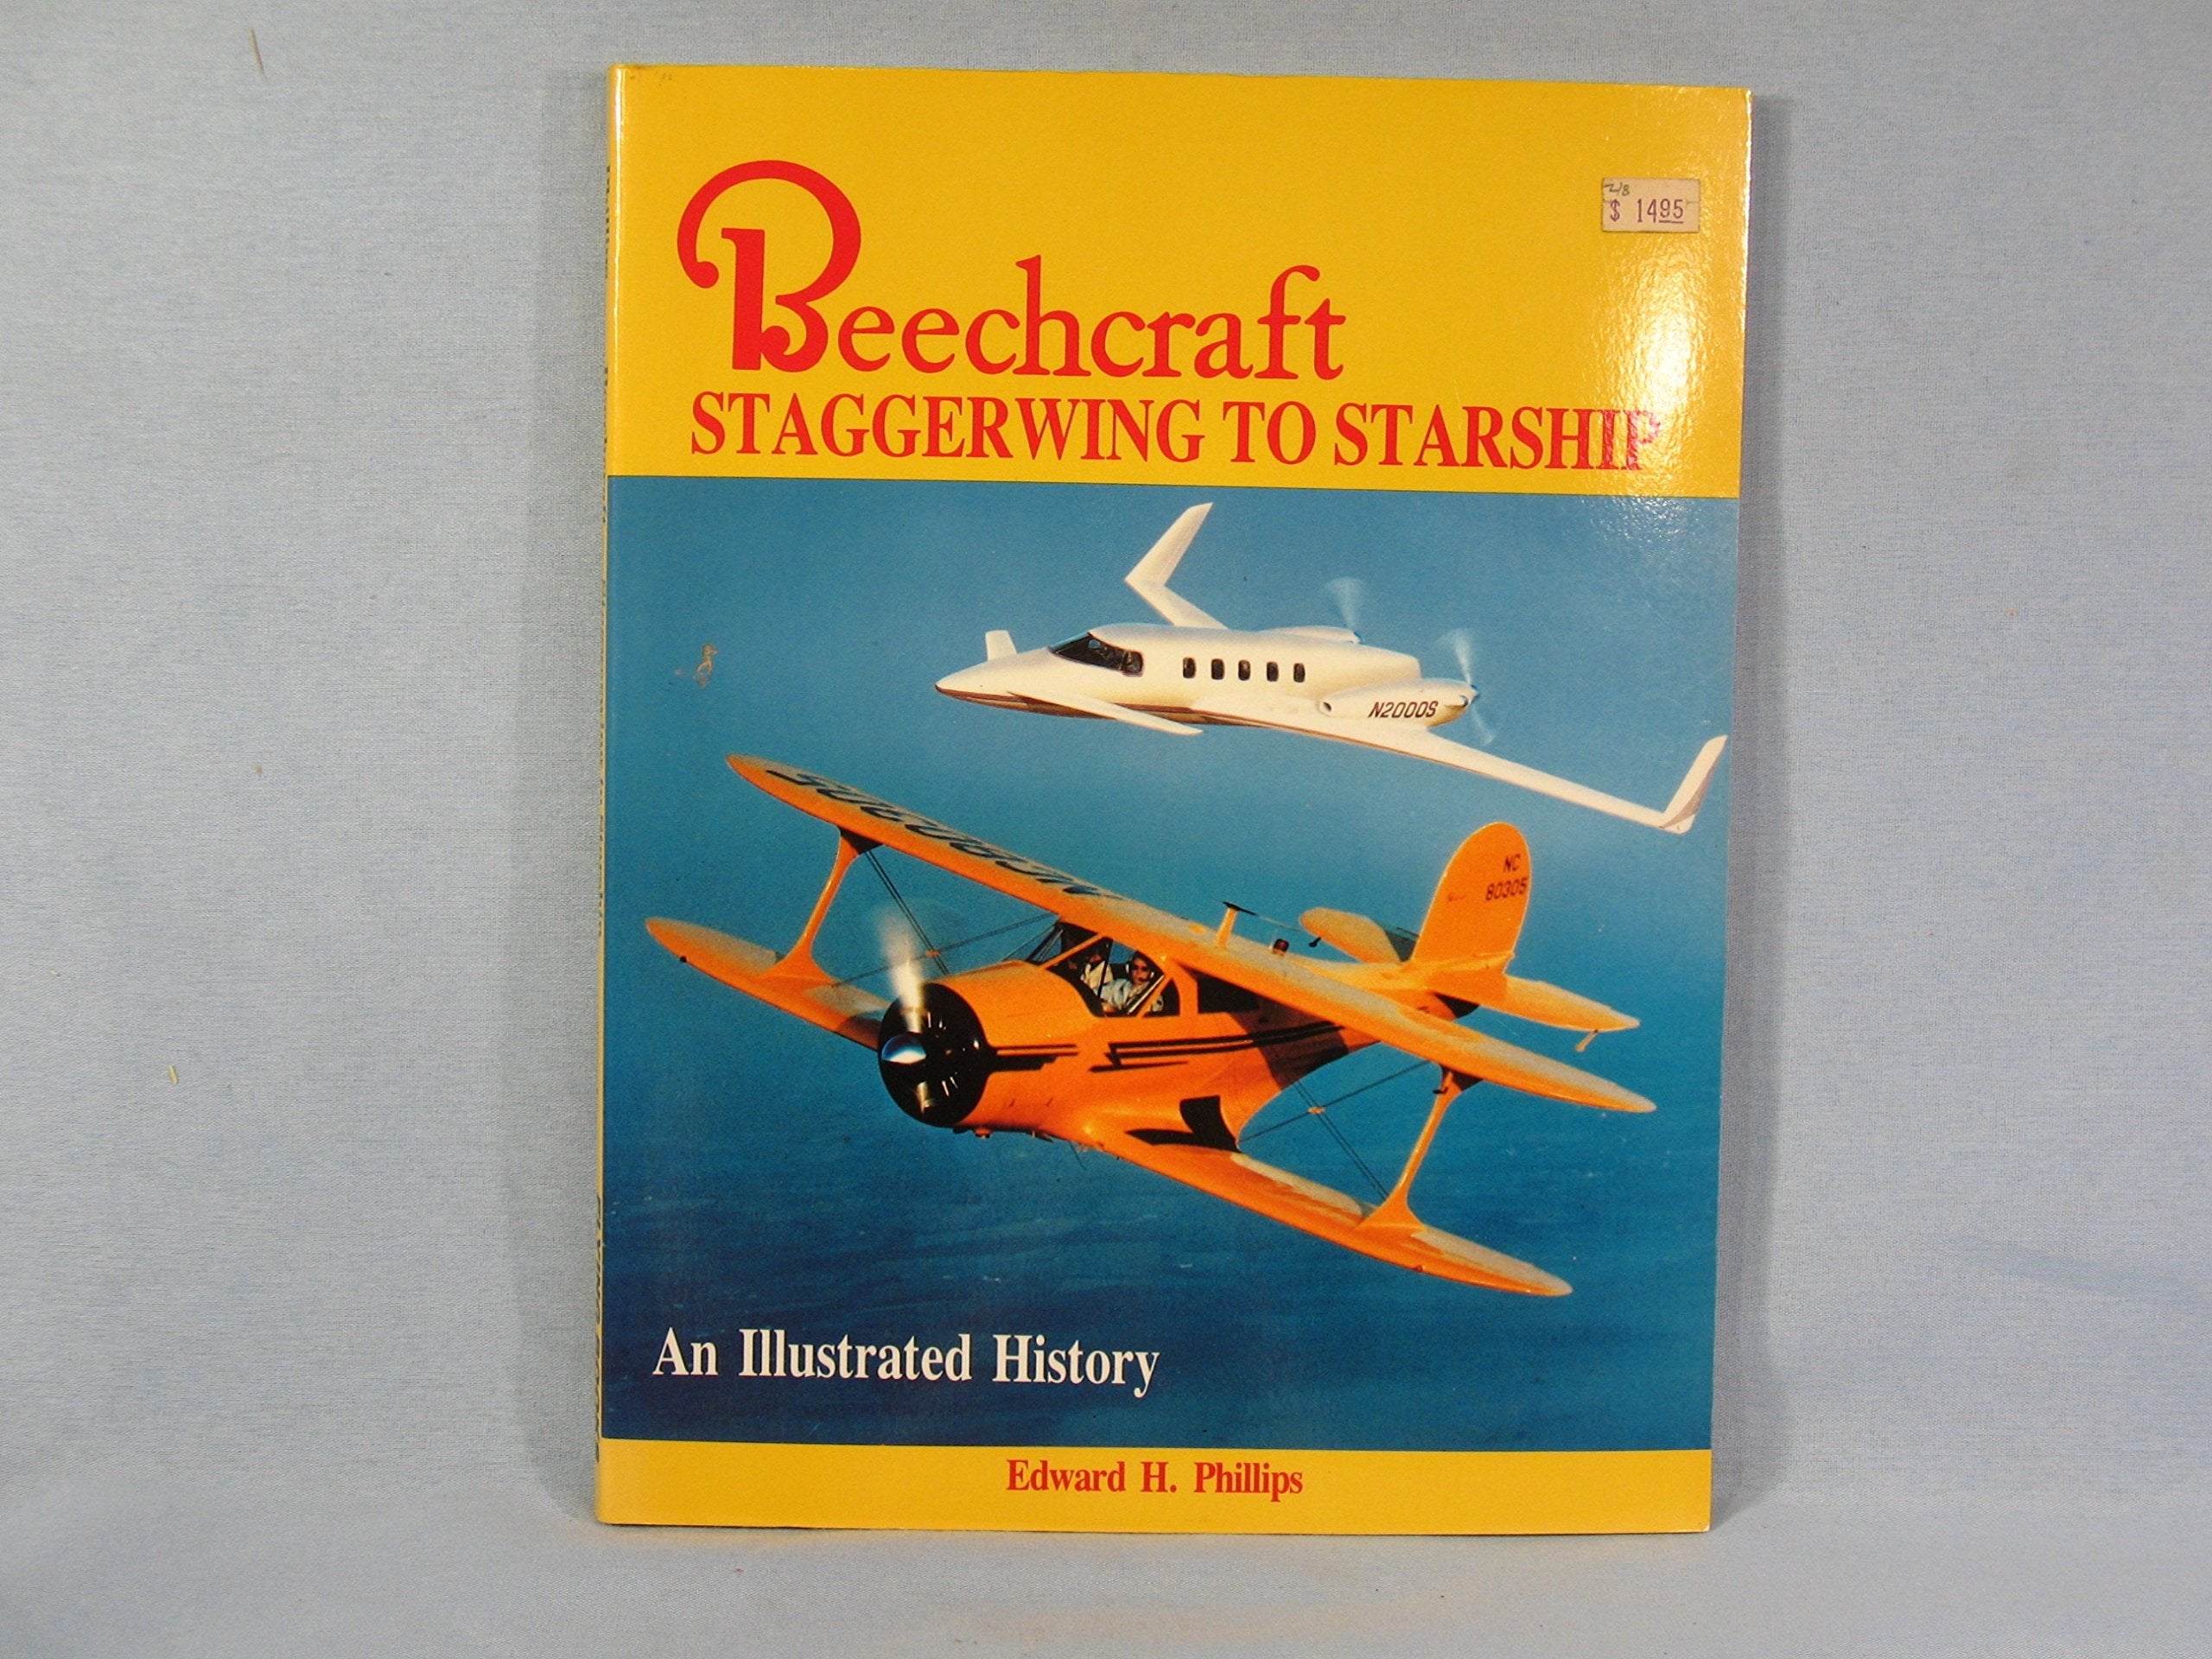 2/8
$ 1495
Beechcraft
STAGGERWING TO STARSHIP
N2000S
NC
80305
An Illustrated History
Edward H. Phillips